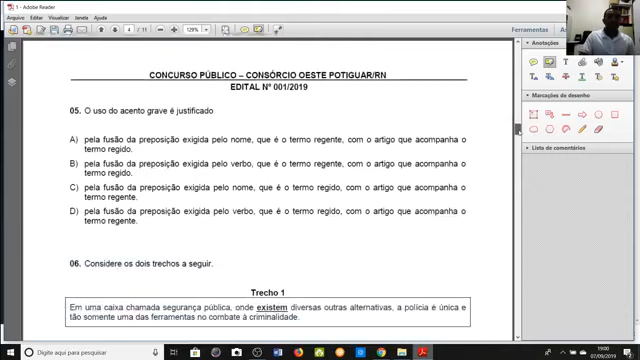 1 - Adobe Reader
Arquivo Editar Visualizar Janela Ajuda
4 / 11
129%
Ferramentas
Anotações
CONCURSO PÚBLICO – CONSÓRCIO OESTE POTIGUAR/RN
EDITAL Nº 001/2019
05. O uso do acento grave é justificado
A) pela fusão da preposição exigida pelo nome, que é o termo regente, com o artigo que acompanha o
termo regido.
B) pela fusão da preposição exigida pelo verbo, que é o termo regente, com o artigo que acompanha o
termo regido.
C) pela fusão da preposição exigida pelo nome, que é o termo regido, com o artigo que acompanha o
termo regente.
D) pela fusão da preposição exigida pelo verbo, que é o termo regido, com o artigo que acompanha o
termo regente.
06. Considere os dois trechos a seguir.
Trecho 1
Em uma caixa chamada segurança pública, onde existem diversas outras alternativas, a polícia é única e
tão somente uma das ferramentas no combate à criminalidade.
Marcações de desenho
Lista de comentários
Digite aqui para pesquisar
19:00
07/09/2019